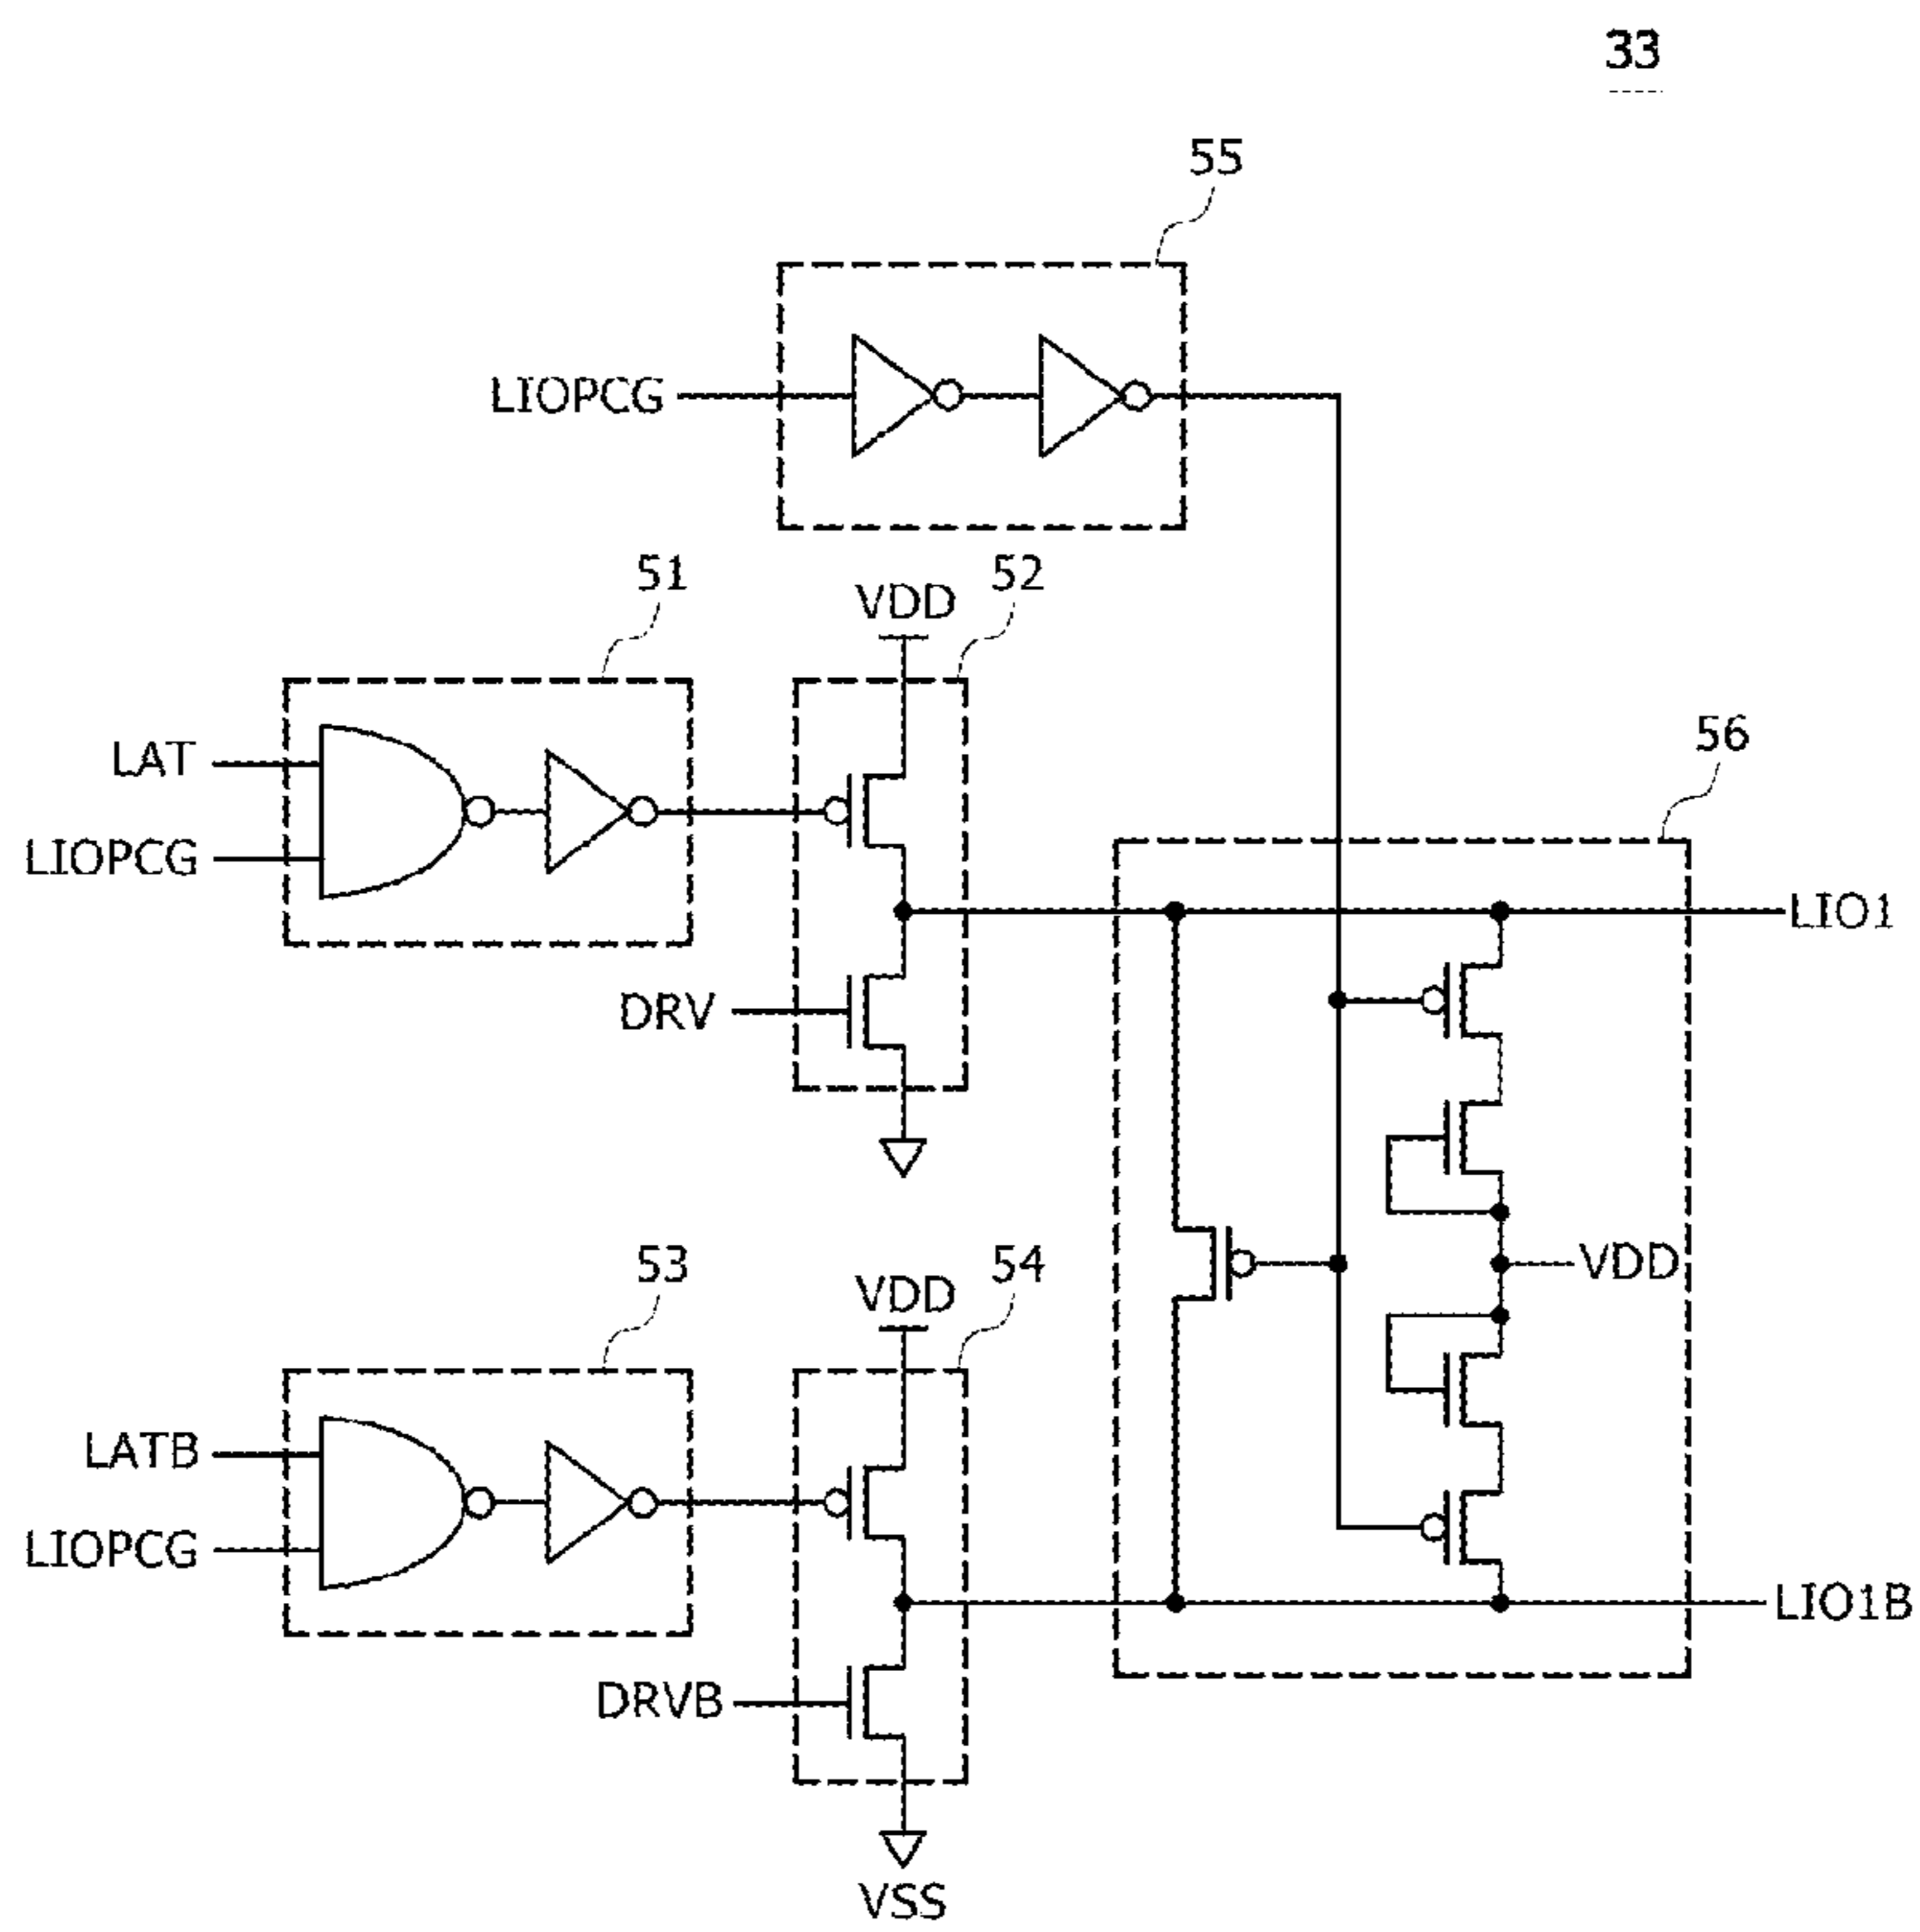 33
55
LIOPCG
51
52
VDD
LAT
LIOPCG
56
LIO1
DRV
53
54
VDD
VDD
LATB
LIOPCG
LIO1B
DRVB
VSS